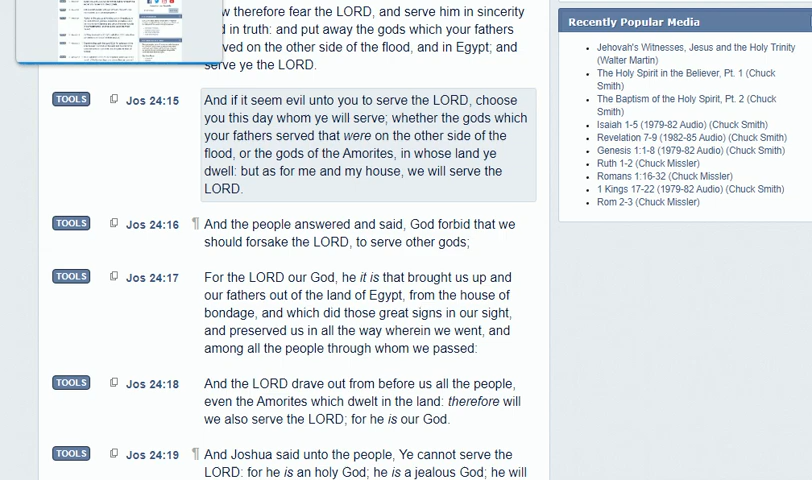 w therefore fear the LORD, and serve him in sincerity
d in truth: and put away the gods which your fathers
ved on the other side of the flood, and in Egypt; and
serve ye the LORD.
TOOLS Jos 24:15 And if it seem evil unto you to serve the LORD, choose
you this day whom ye will serve; whether the gods which
your fathers served that were on the other side of the
flood, or the gods of the Amorites, in whose land ye
dwell: but as for me and my house, we will serve the
LORD.
TOOLS Jos 24:16 ¶ And the people answered and said, God forbid that we
should forsake the LORD, to serve other gods;
TOOLS Jos 24:17 For the LORD our God, he it is that brought us up and
our fathers out of the land of Egypt, from the house of
bondage, and which did those great signs in our sight,
and preserved us in all the way wherein we went, and
among all the people through whom we passed:
TOOLS Jos 24:18 And the LORD drave out from before us all the people,
even the Amorites which dwelt in the land: therefore will
we also serve the LORD; for he is our God.
TOOLS Jos 24:19 ¶ And Joshua said unto the people, Ye cannot serve the
LORD: for he is an holy God; he is a jealous God; he will
Recently Popular Media
• Jehovah's Witnesses, Jesus and the Holy Trinity
(Walter Martin)
• The Holy Spirit in the Believer, Pt. 1 (Chuck
Smith)
• The Baptism of the Holy Spirit, Pt. 2 (Chuck
Smith)
• Isaiah 1-5 (1979-82 Audio) (Chuck Smith)
• Revelation 7-9 (1982-85 Audio) (Chuck Smith)
• Genesis 1:1-8 (1979-82 Audio) (Chuck Smith)
• Ruth 1-2 (Chuck Missler)
• Romans 1:16-32 (Chuck Missler)
• 1 Kings 17-22 (1979-82 Audio) (Chuck Smith)
• Rom 2-3 (Chuck Missler)